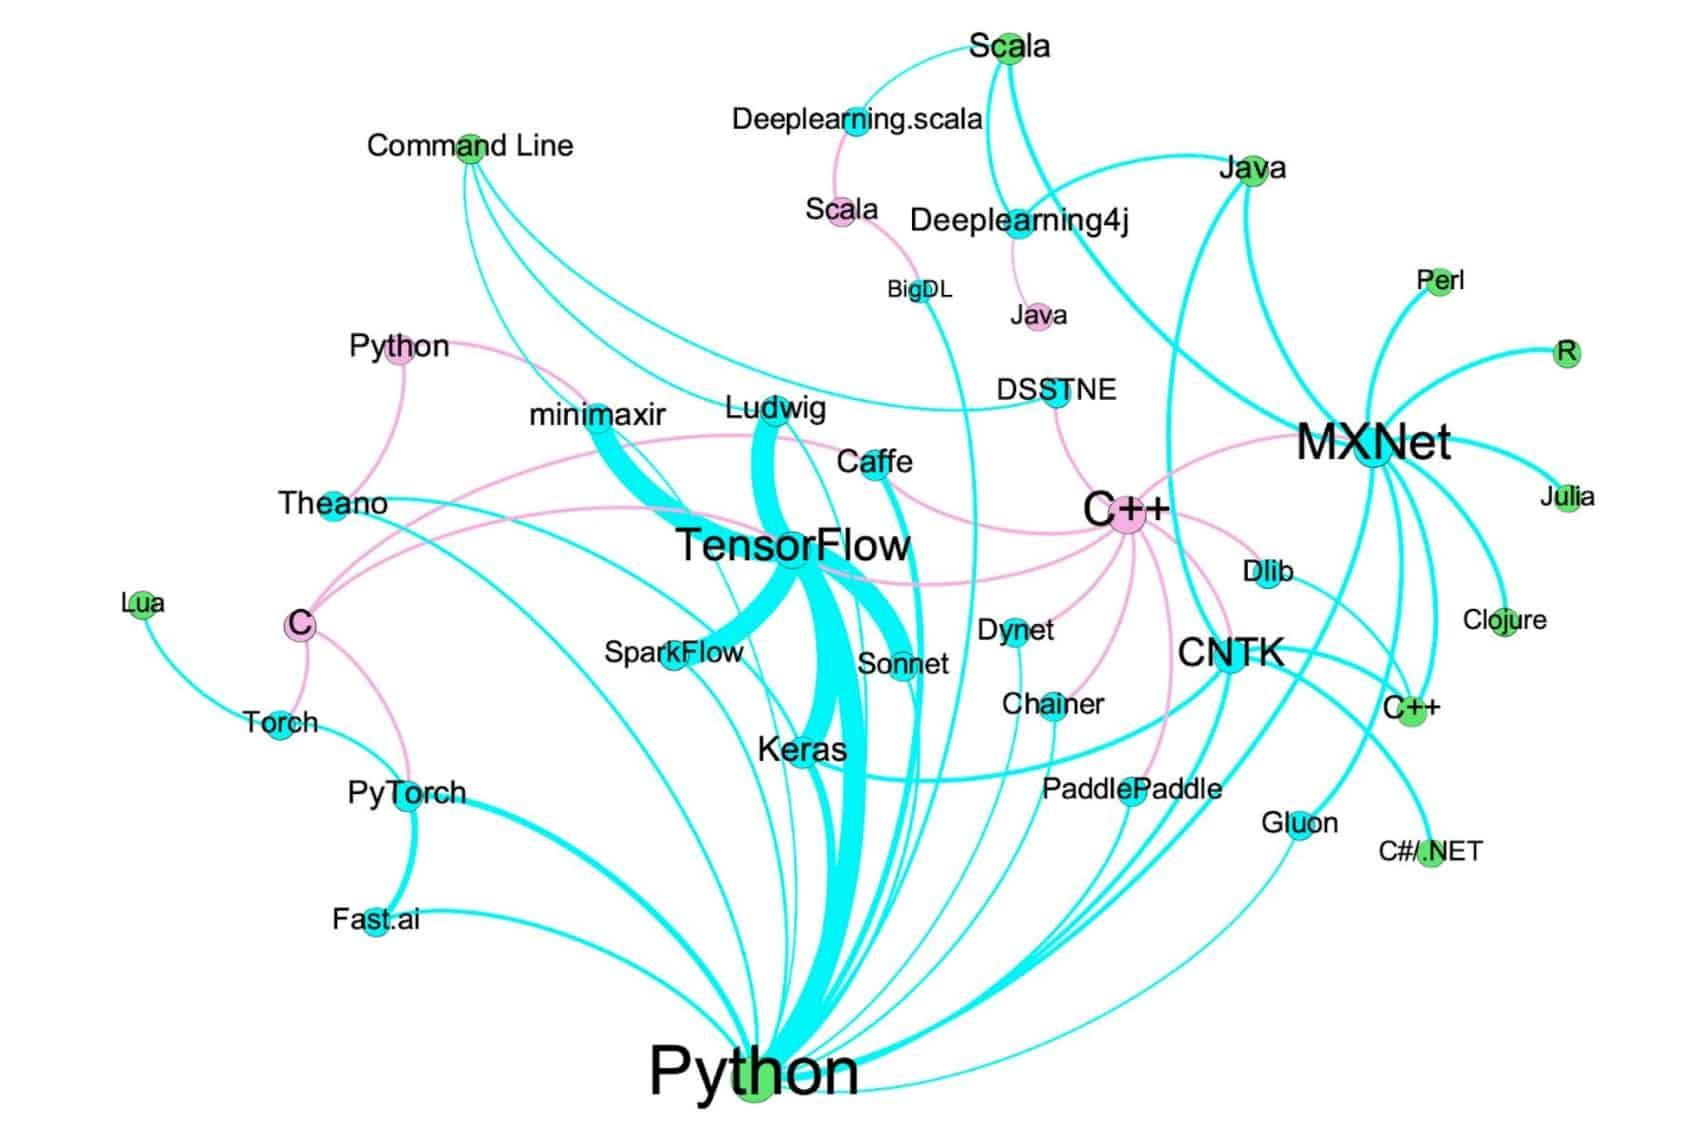 Scala
Deeplearning.scala
Command Line
Java
Scala
Deeplearning4j
Perl
BigDL
Java
Python
R
DSSTNE
minimaxir
Ludwig
MXNet
Caffe
Julia
Theano
C++
TensorFlow
Dlib
Lua
C
Clojure
Dynet
SparkFlow
Sonnet
CNTK
Chainer
C++
Torch
Keras
PyTorch
PaddlePaddle
Gluon
C#/.NET
Fast.ai
Python